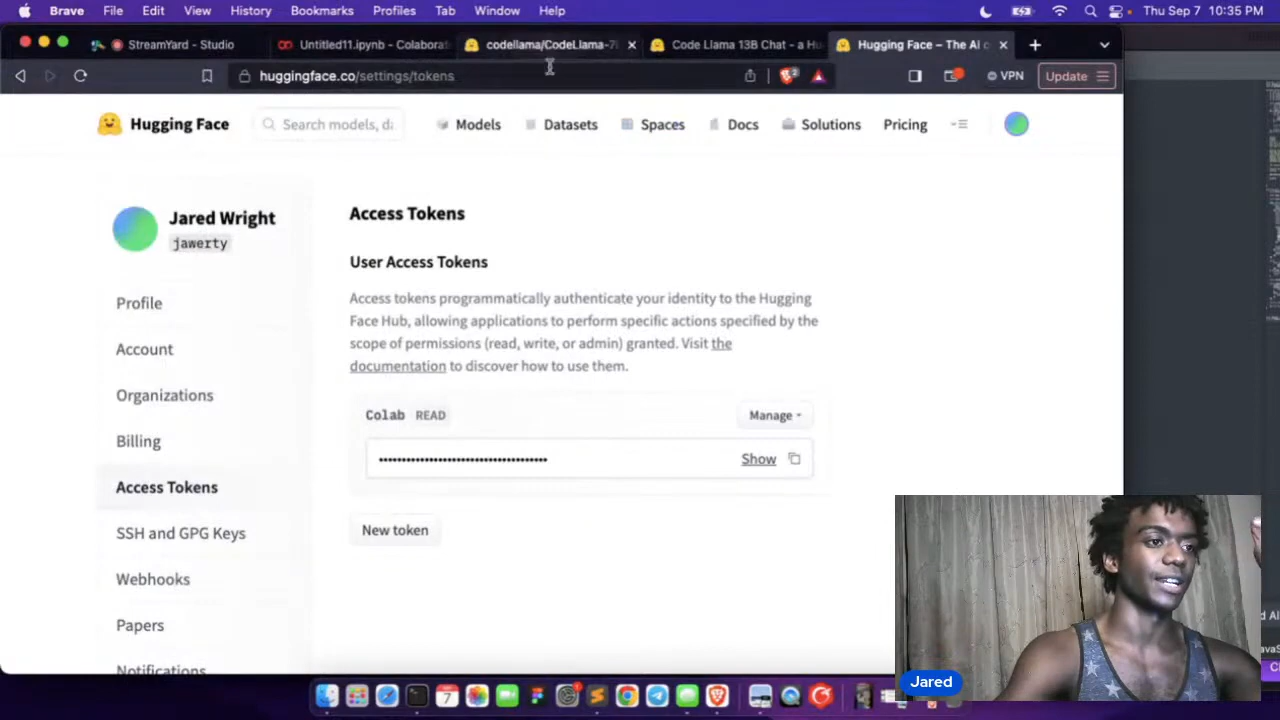 Brave File Edit View History Bookmarks Profiles Tab Window Help Thu Sep 7 10:35 PM
StreamYard - Studio Untitled11.ipynb - Colabora codellama/CodeLlama-7 Code Llama 13B Chat - a Hu Hugging Face – The AI c
huggingface.co/settings/tokens VPN Update
Hugging Face Search models, da Models Datasets Spaces Docs Solutions Pricing
Jared Wright
jawerty
Profile
Account
Organizations
Billing
Access Tokens
SSH and GPG Keys
Webhooks
Papers
Notifications
Access Tokens
User Access Tokens
Access tokens programmatically authenticate your identity to the Hugging
Face Hub, allowing applications to perform specific actions specified by the
scope of permissions (read, write, or admin) granted. Visit the
documentation to discover how to use them.
Colab READ Manage
Show
New token
Jared